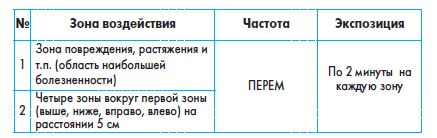 № Зона воздействия Частота Экспозиция
1 Зона повреждения, растяжения и
т.п. (область наибольшей
болезненности)
2 Четыре зоны вокруг первой зоны
(выше, ниже, вправо, влево) на
расстоянии 5 см
ПЕРЕМ
По 2 минуты на
каждую зону